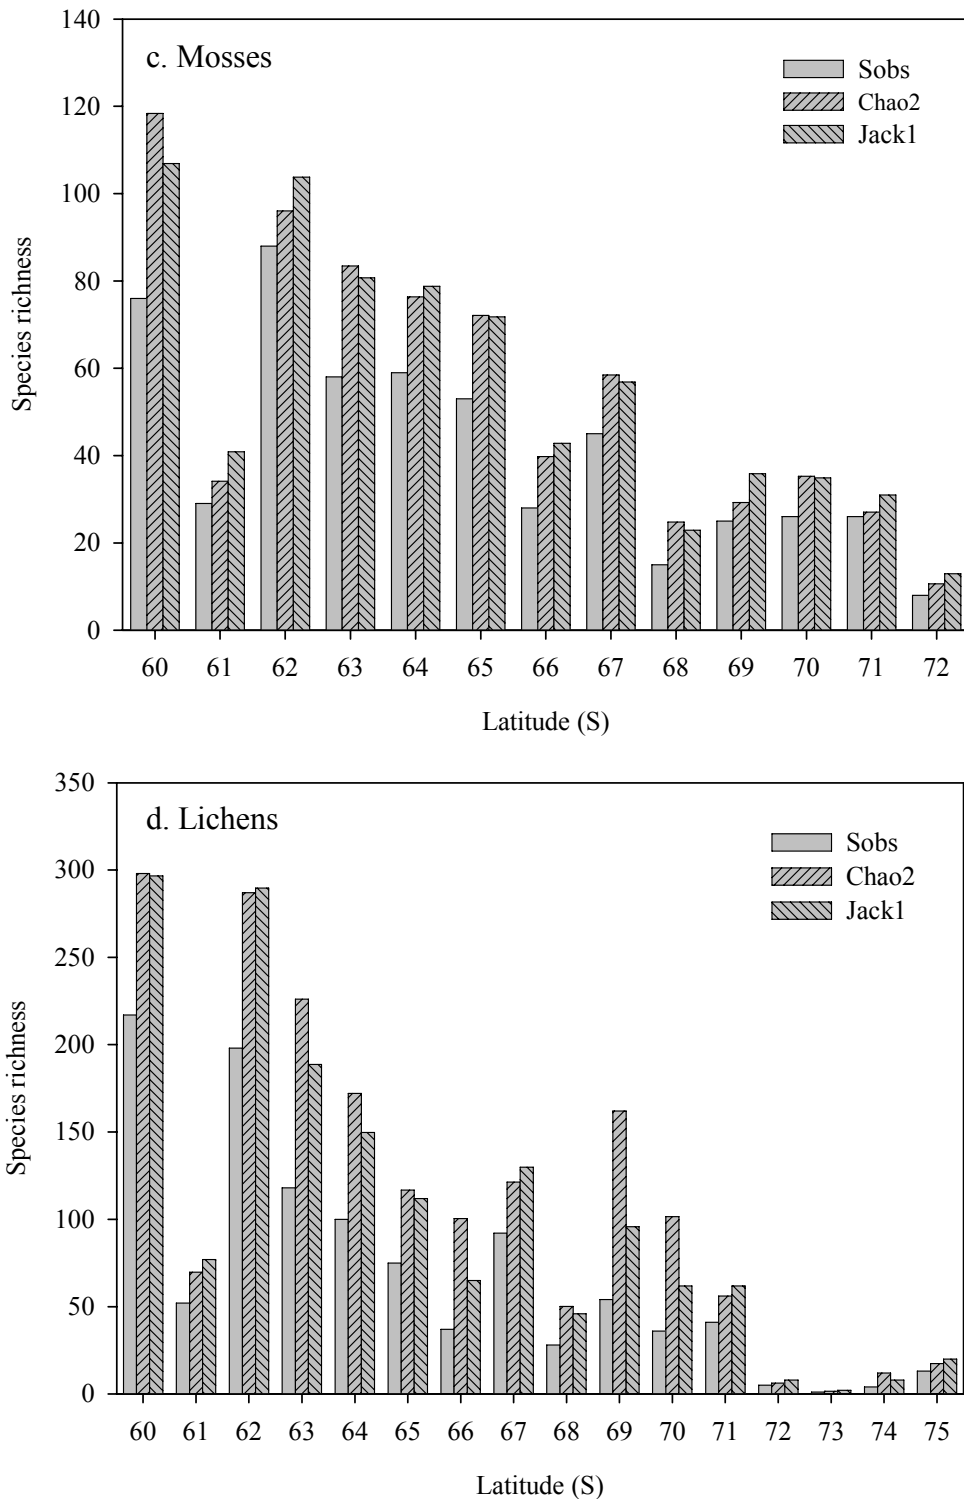 c. Mosses
Sobs
Chao2
Jack1
140
120
100
80
60
40
20
0
Species richness
60 61 62 63 64 65 66 67 68 69 70 71 72
Latitude (S)
d. Lichens
Sobs
Chao2
Jack1
350
300
250
200
150
100
50
0
Species richness
60 61 62 63 64 65 66 67 68 69 70 71 72 73 74 75
Latitude (S)